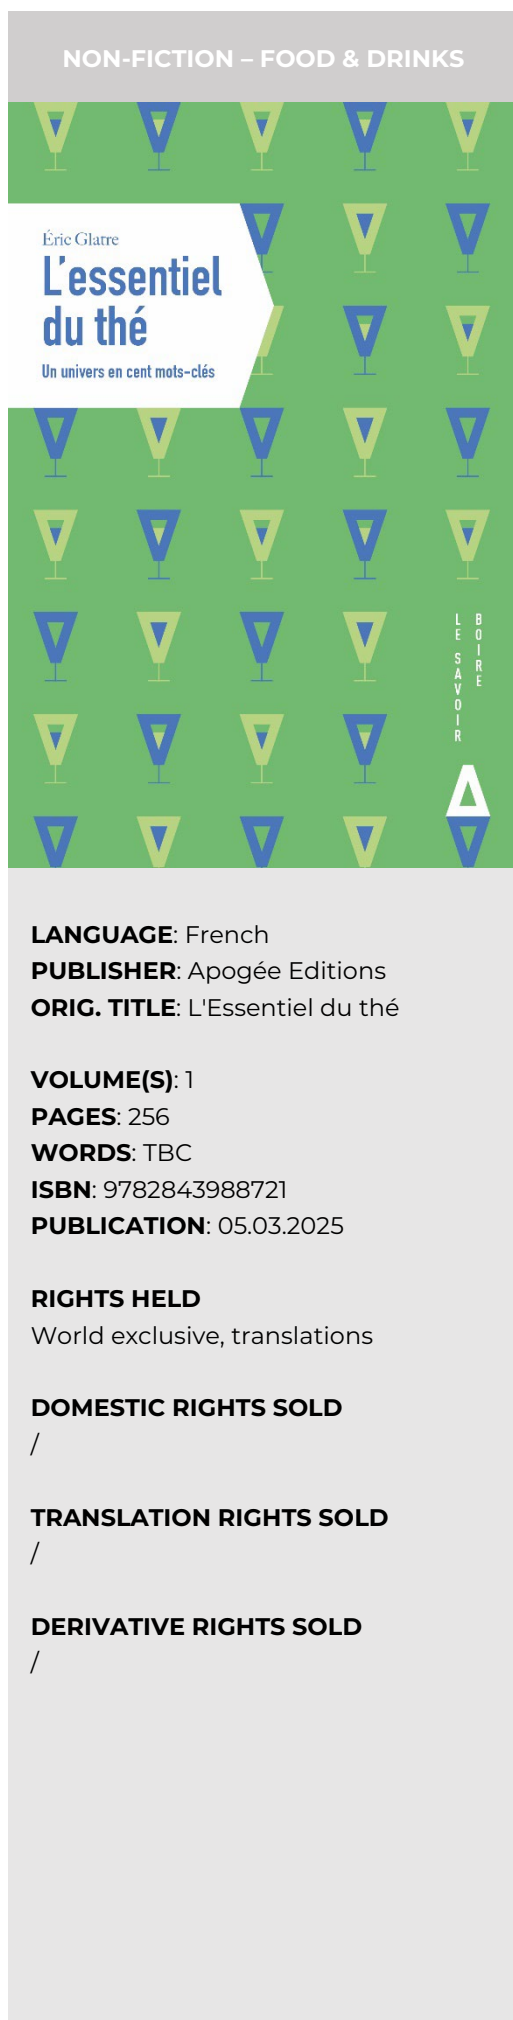 NON-FICTION – FOOD & DRINKS
Éric Glatre
L'essentiel
du thé
Un univers en cent mots-clés
LE SAVOIR
BOIRE
LANGUAGE: French
PUBLISHER: Apogée Editions
ORIG. TITLE: L'Essentiel du thé
VOLUME(S): 1
PAGES: 256
WORDS: TBC
ISBN: 9782843988721
PUBLICATION: 05.03.2025
RIGHTS HELD
World exclusive, translations
DOMESTIC RIGHTS SOLD
/
TRANSLATION RIGHTS SOLD
/
DERIVATIVE RIGHTS SOLD
/